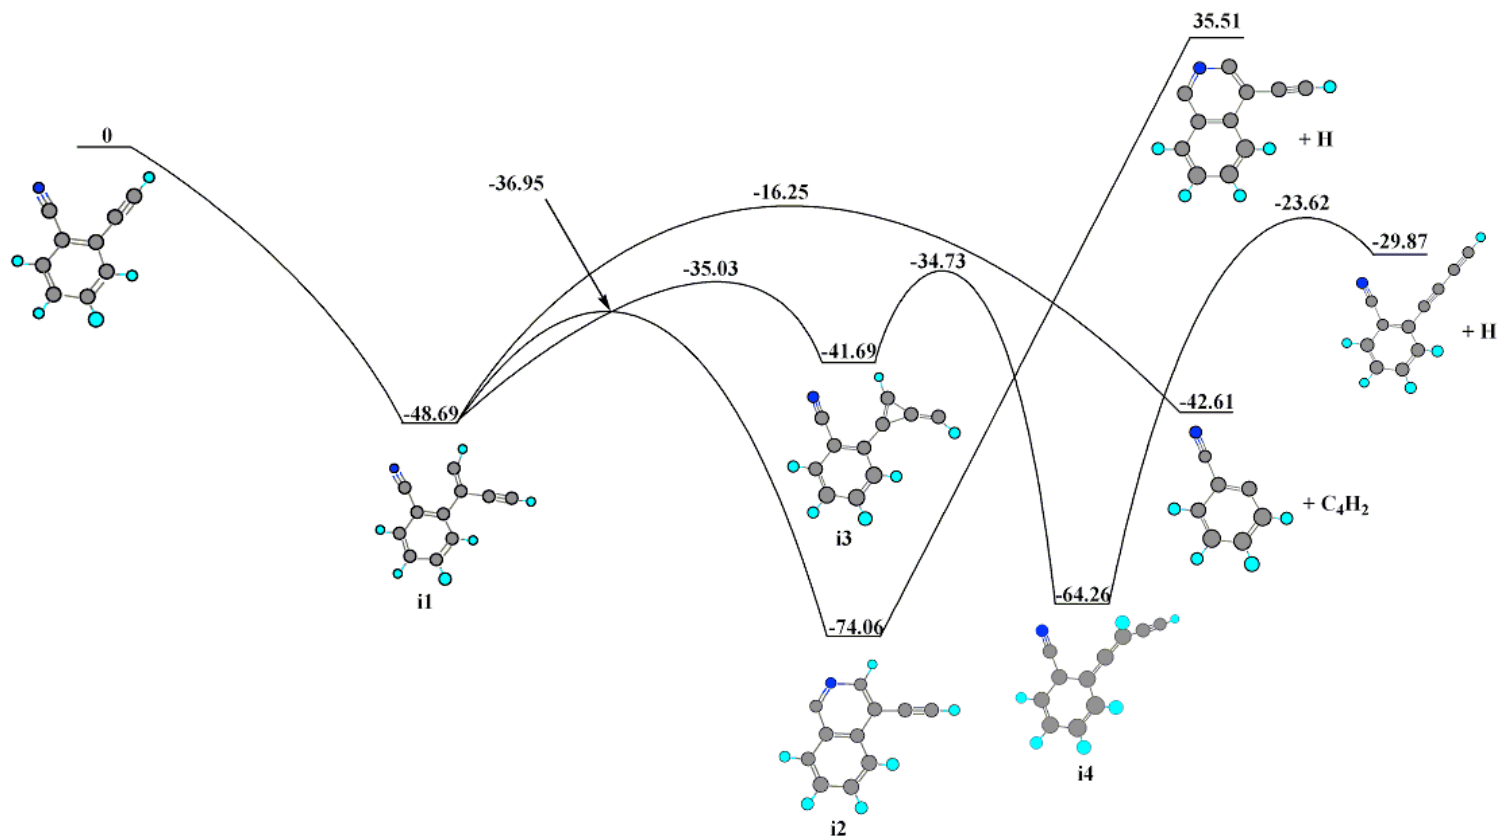 35.51
+ H
0
-36.95
-16.25
-23.62
-29.87
-35.03
-34.73
+ H
-41.69
-42.61
-48.69
+ C₄H₂
i3
i1
-64.26
-74.06
i4
i2